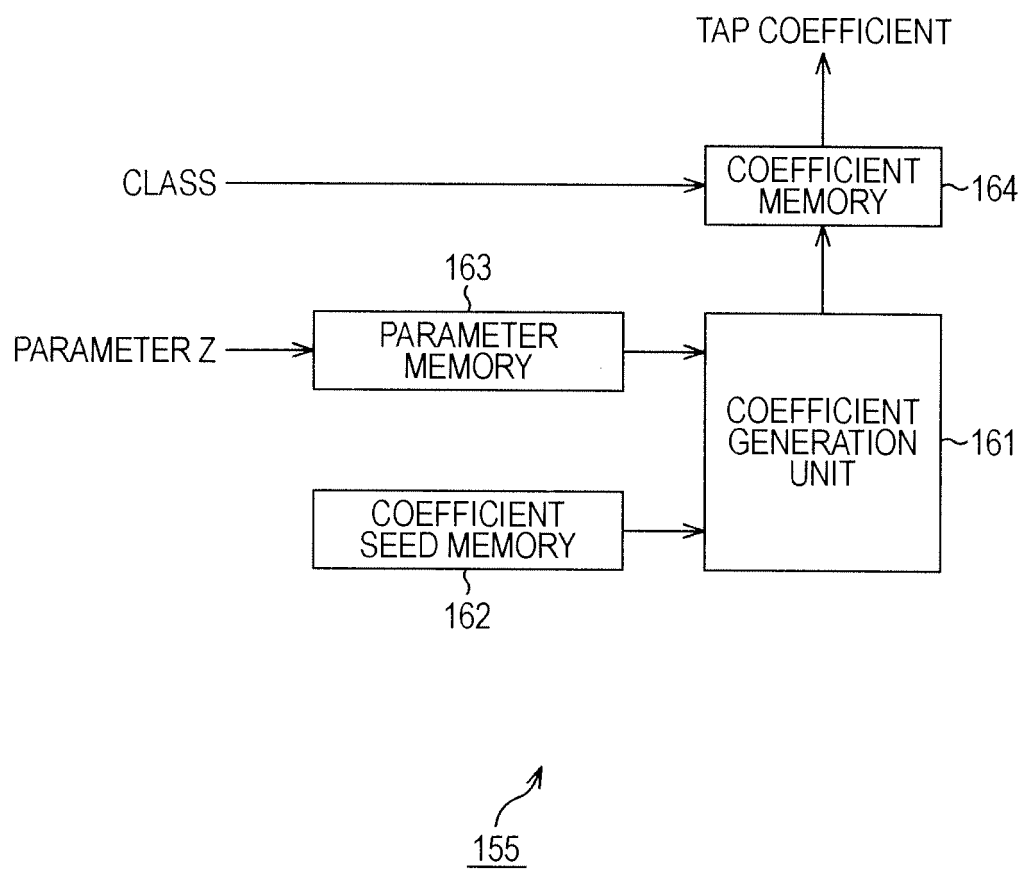 TAP COEFFICIENT
CLASS
COEFFICIENT
MEMORY
164
163
PARAMETER Z
PARAMETER
MEMORY
COEFFICIENT
GENERATION
UNIT
161
COEFFICIENT
SEED MEMORY
162
155